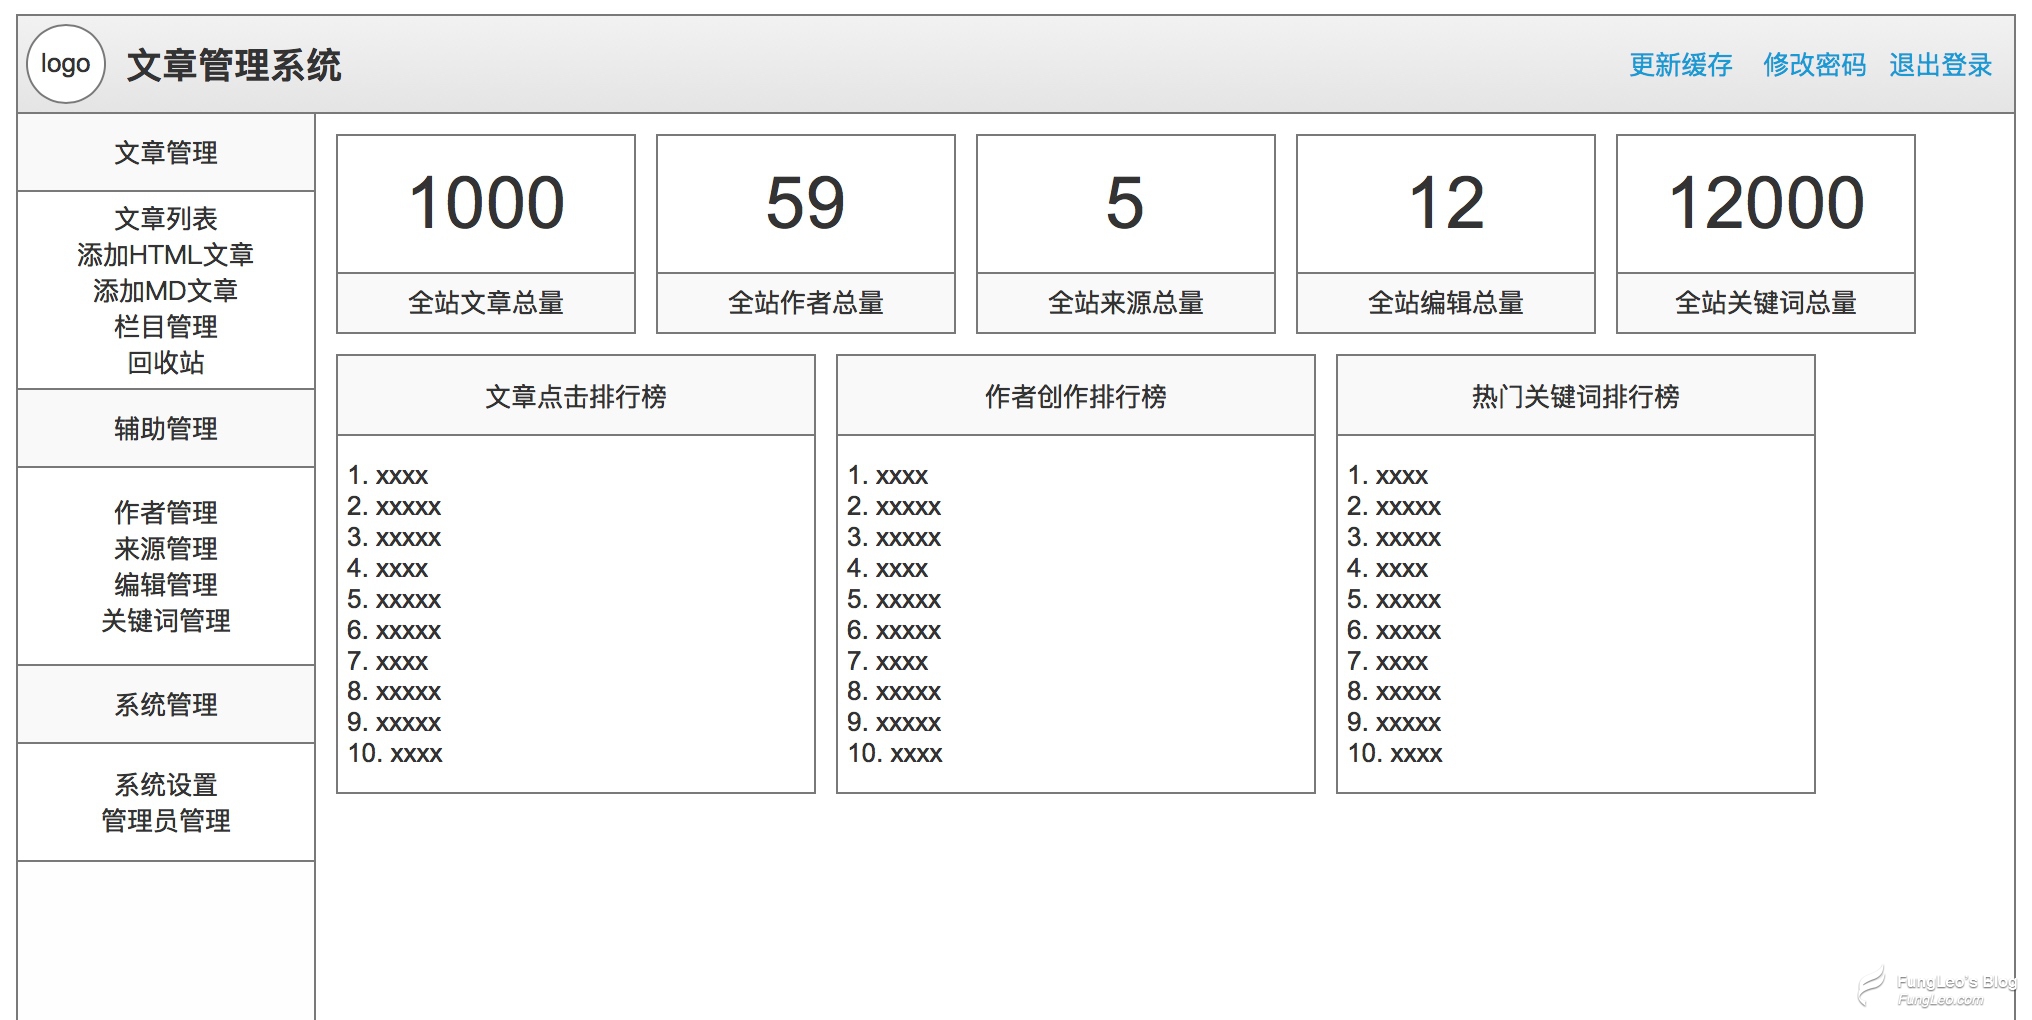 logo
文章管理系统
更新缓存
修改密码
退出登录
文章管理
文章列表
添加HTML文章
添加MD文章
栏目管理
回收站
辅助管理
作者管理
来源管理
编辑管理
关键词管理
系统管理
系统设置
管理员管理
1000
全站文章总量
59
全站作者总量
5
全站来源总量
12
全站编辑总量
12000
全站关键词总量
文章点击排行榜
1. xxxx
2. xxxxx
3. xxxxx
4. xxxx
5. xxxxx
6. xxxxx
7. xxxx
8. xxxxx
9. xxxxx
10. xxxx
作者创作排行榜
1. xxxx
2. xxxxx
3. xxxxx
4. xxxx
5. xxxxx
6. xxxxx
7. xxxx
8. xxxxx
9. xxxxx
10. xxxx
热门关键词排行榜
1. xxxx
2. xxxxx
3. xxxxx
4. xxxx
5. xxxxx
6. xxxxx
7. xxxx
8. xxxxx
9. xxxxx
10. xxxx
FungLeo's Blog
FungLeo.com